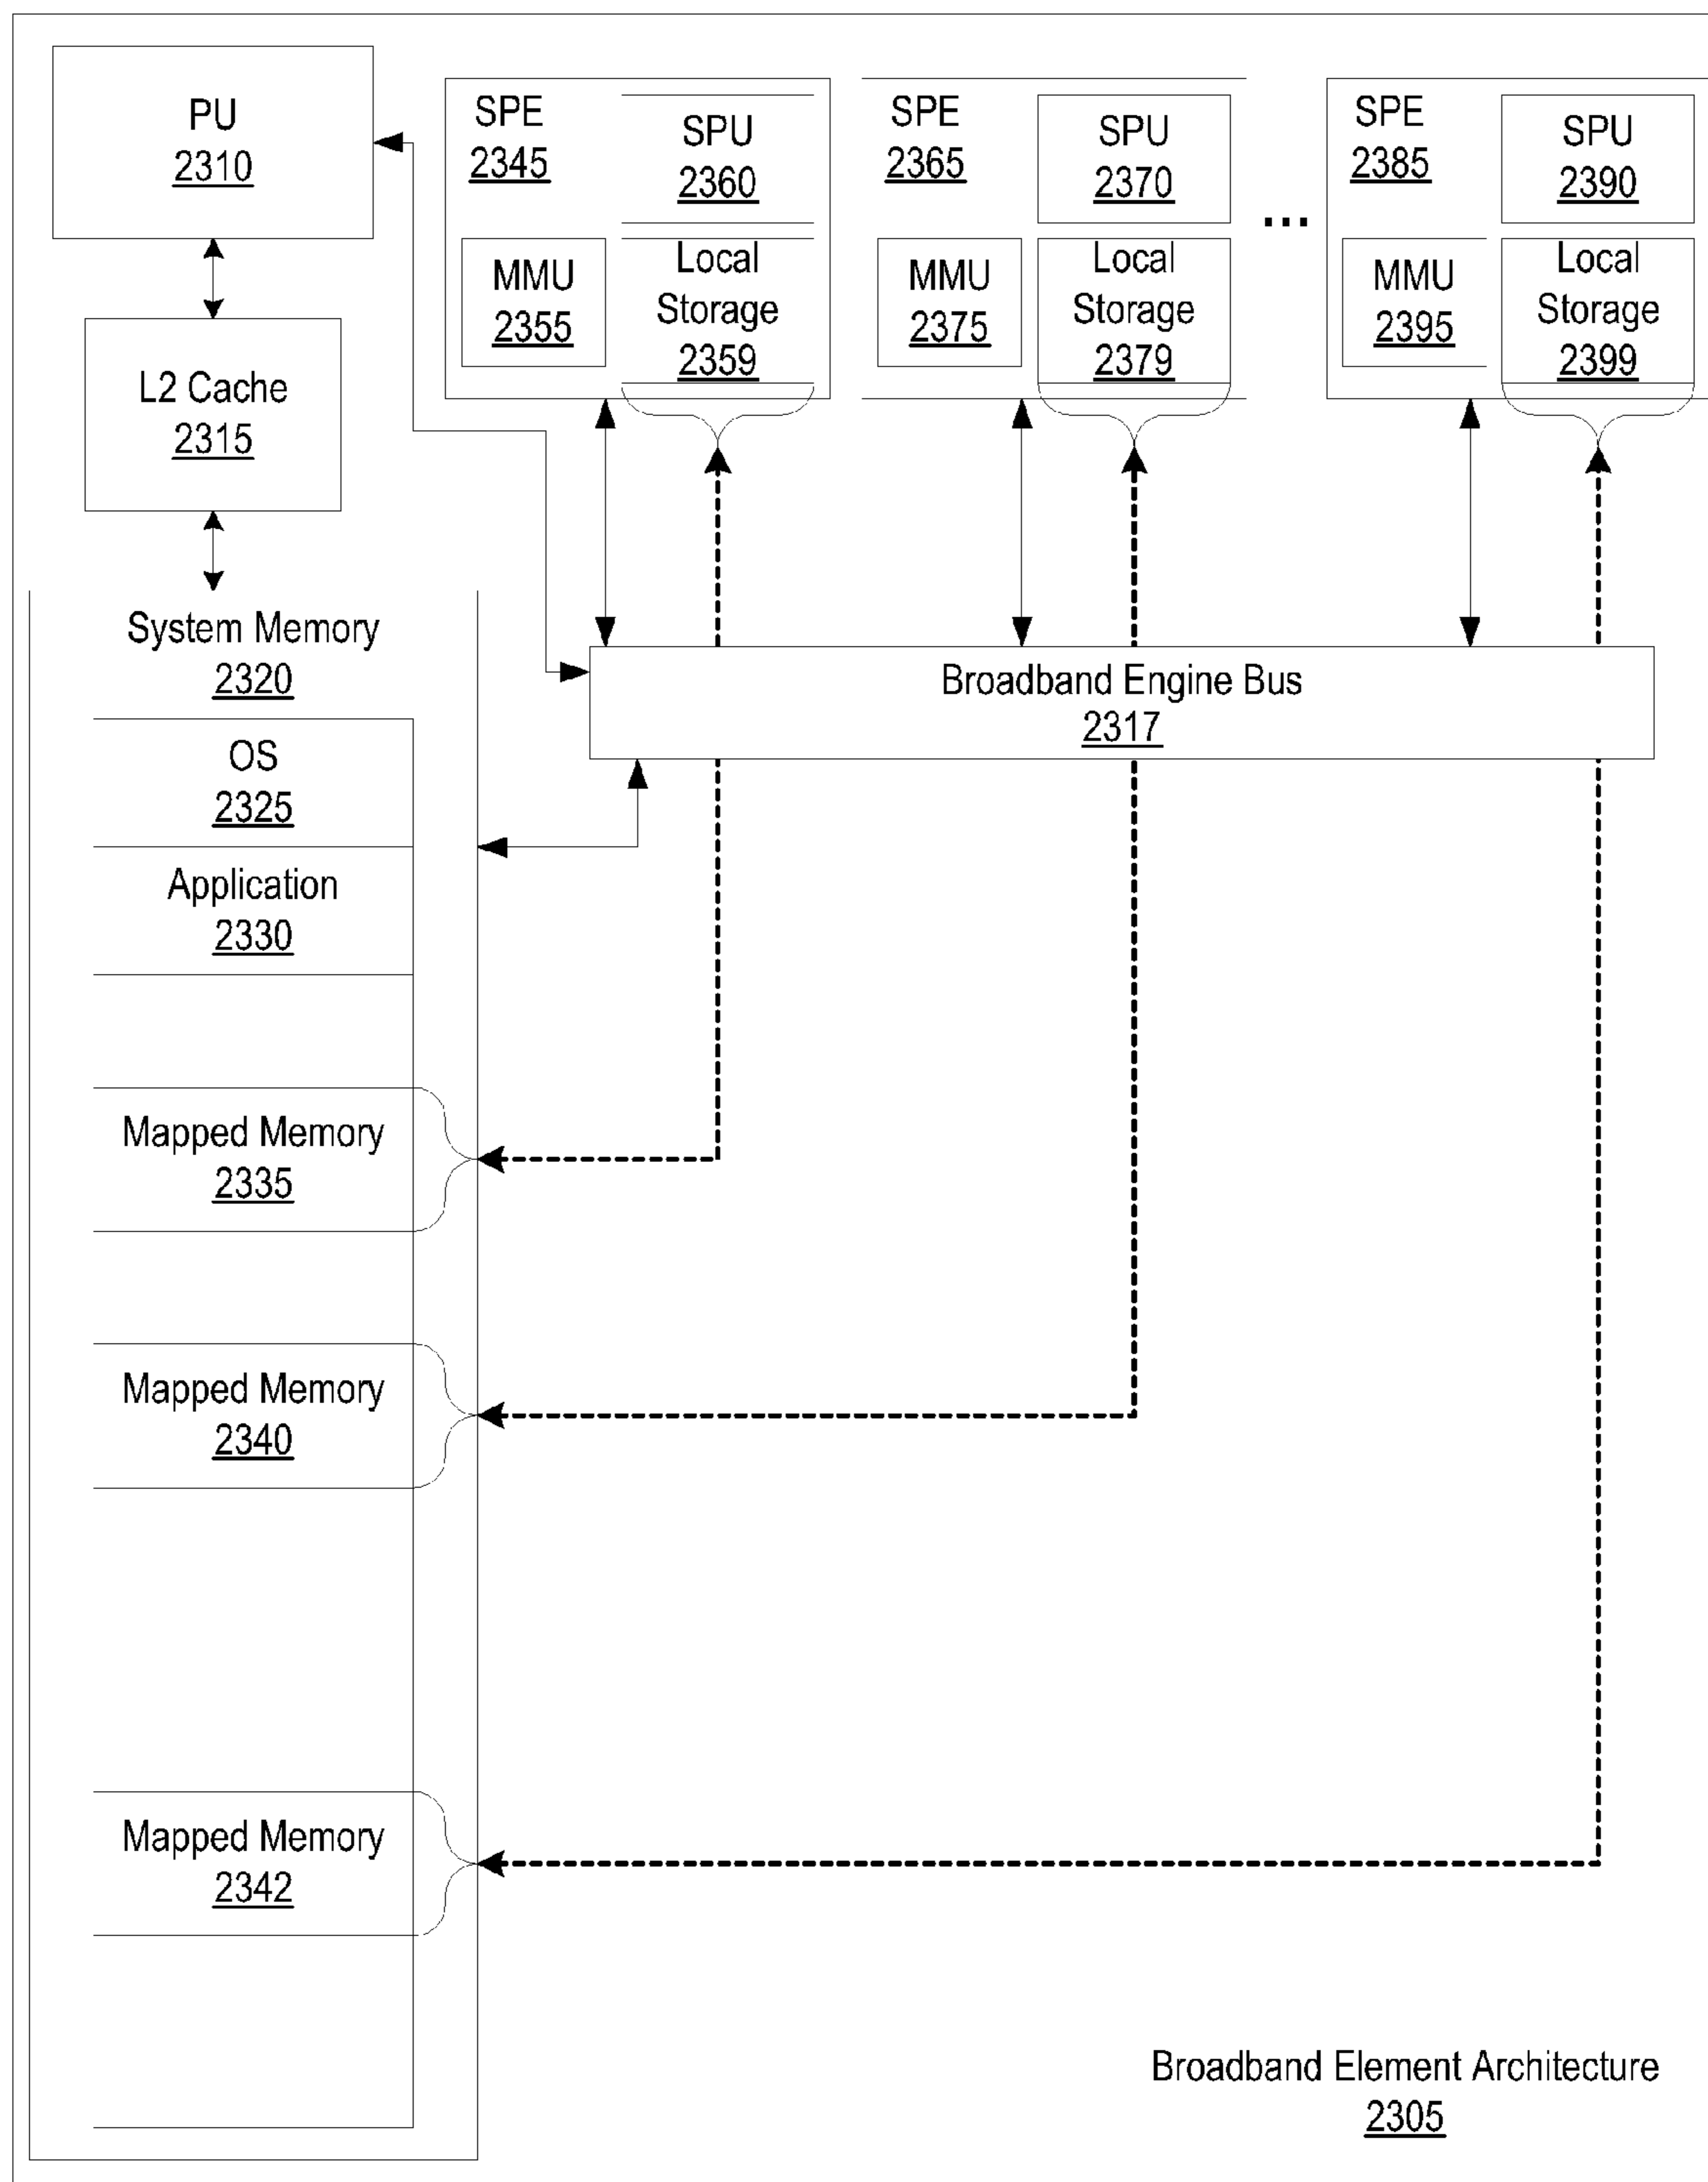 PU
2310
SPE
2345
SPU
2360
MMU
2355
Local
Storage
2359
SPE
2365
SPU
2370
MMU
2375
Local
Storage
2379
...
SPE
2385
SPU
2390
MMU
2395
Local
Storage
2399
L2 Cache
2315
System Memory
2320
Broadband Engine Bus
2317
OS
2325
Application
2330
Mapped Memory
2335
Mapped Memory
2340
Mapped Memory
2342
Broadband Element Architecture
2305